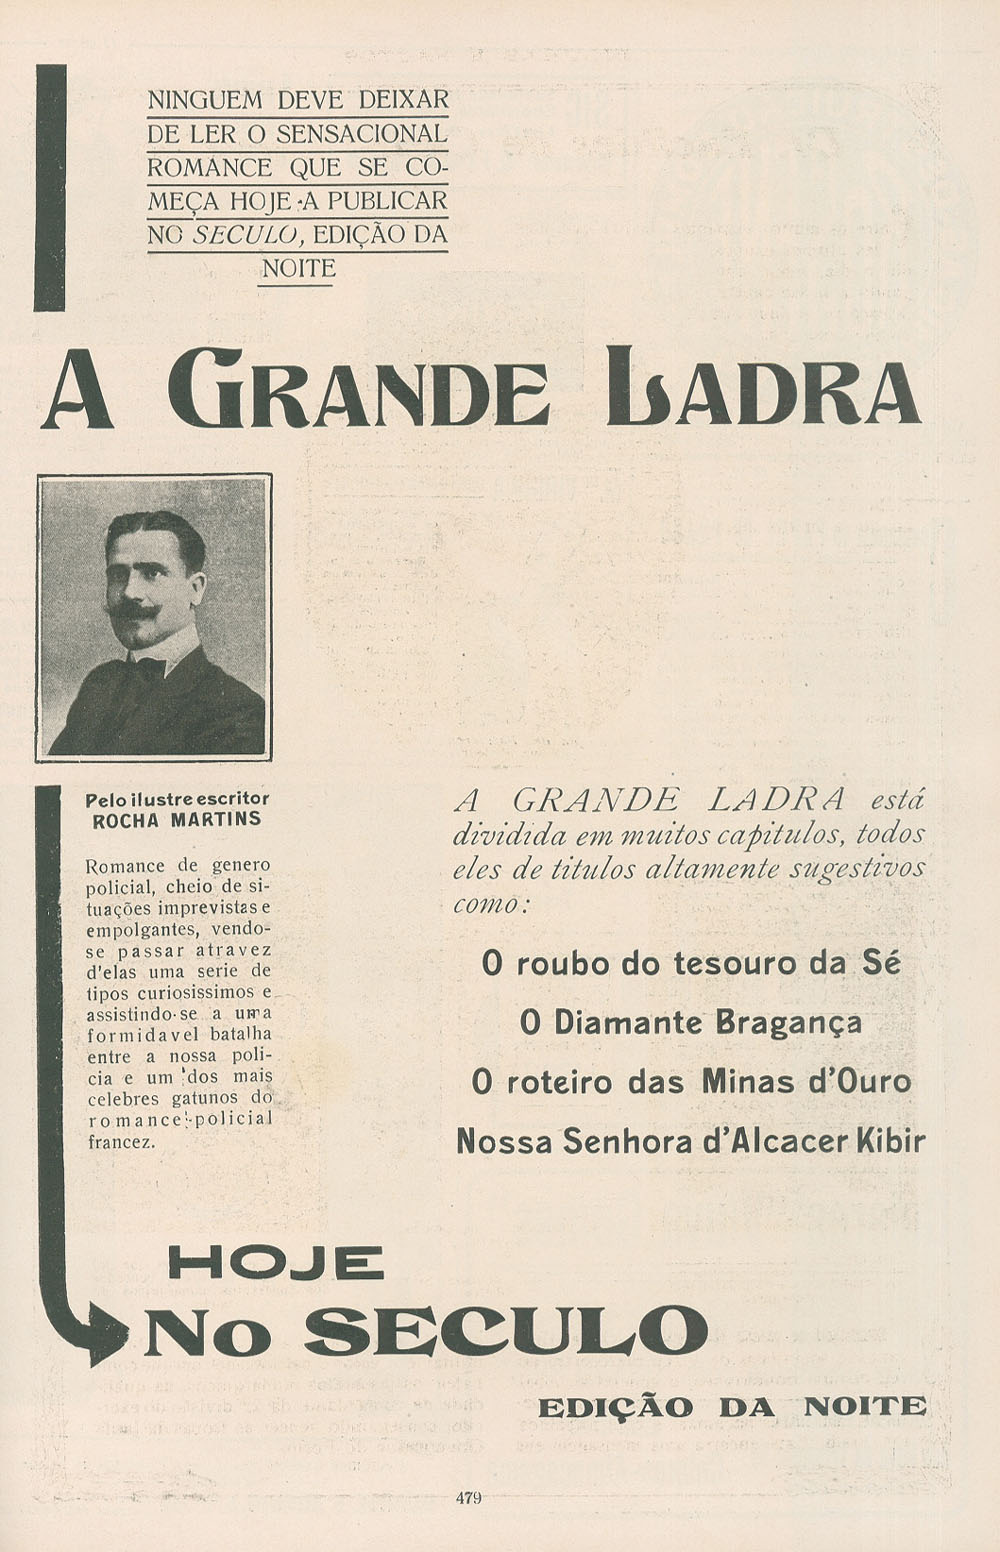 NINGUEM DEVE DEIXAR
DE LER O SENSACIONAL
ROMANCE QUE SE CO-
MEÇA HOJE A PUBLICAR
NO SECULO, EDIÇÃO DA
NOITE
A GRANDE LADRA
Pelo ilustre escritor
ROCHA MARTINS
Romance de genero
policial, cheio de si-
tuações imprevistas e
empolgantes, vendo-
se passar atravez
d'elas uma serie de
tipos curiosissimos e
assistindo-se a uma
formidavel batalha
entre a nossa poli-
cia e um dos mais
celebres gatunos do
romance-policial
francez.
A GRANDE LADRA está
dividida em muitos capitulos, todos
eles de titulos altamente sugestivos
como:
O roubo do tesouro da Sé
O Diamante Bragança
O roteiro das Minas d'Ouro
Nossa Senhora d'Alcacer Kibir
HOJE
No SECULO
EDIÇÃO DA NOITE
479